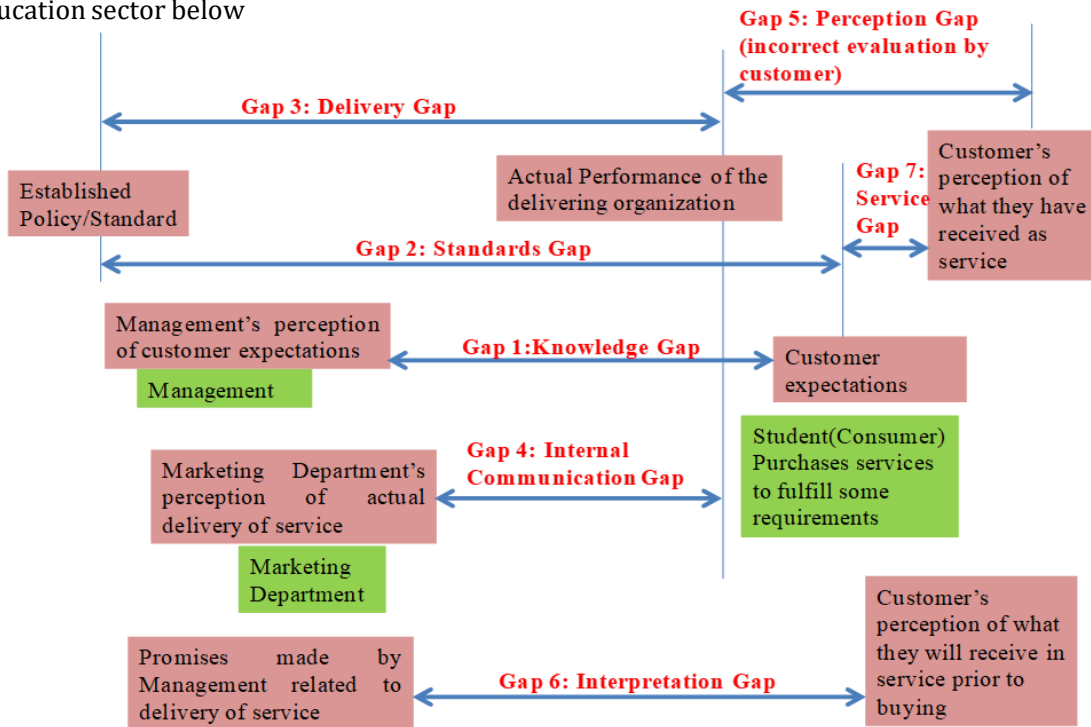 ucation sector below
Gap 5: Perception Gap
(incorrect evaluation by
customer)
Gap 3: Delivery Gap
Established
Policy/Standard
Actual Performance of the
delivering organization
Gap 7:
Service
Gap
Customer's
perception of
what they have
received as
service
Gap 2: Standards Gap
Management's perception
of customer expectations
Management
Gap 1:Knowledge Gap
Customer
expectations
Gap 4: Internal
Communication Gap
Student(Consumer)
Purchases services
to fulfill some
requirements
Marketing Department's
perception of actual
delivery of service
Marketing
Department
Customer's
perception of what
they will receive in
service prior to
buying
Promises made by
Management related to
delivery of service
Gap 6: Interpretation Gap